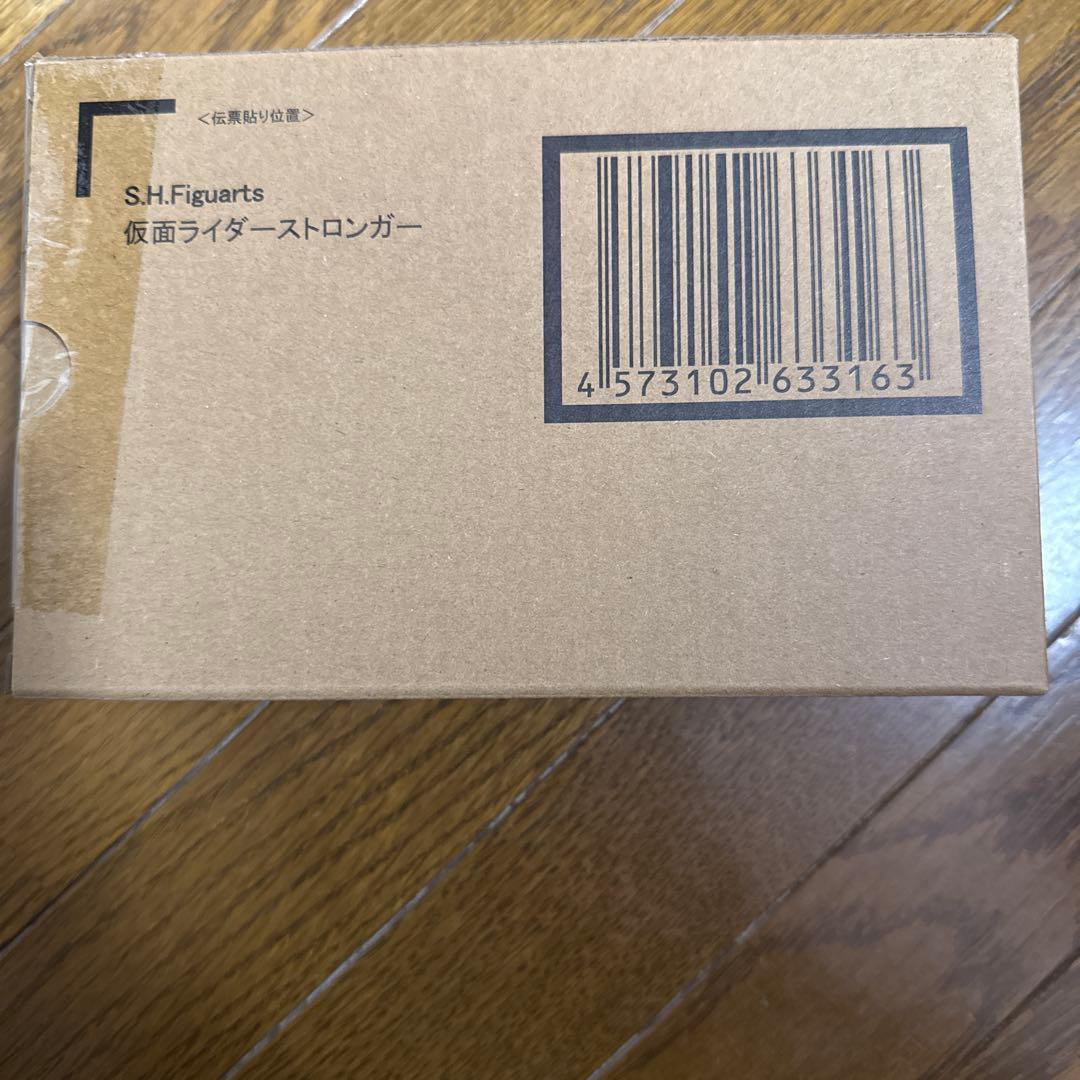 <伝票貼り位置>
S.H.Figuarts
仮面ライダーストロンガー
4 573102 633163